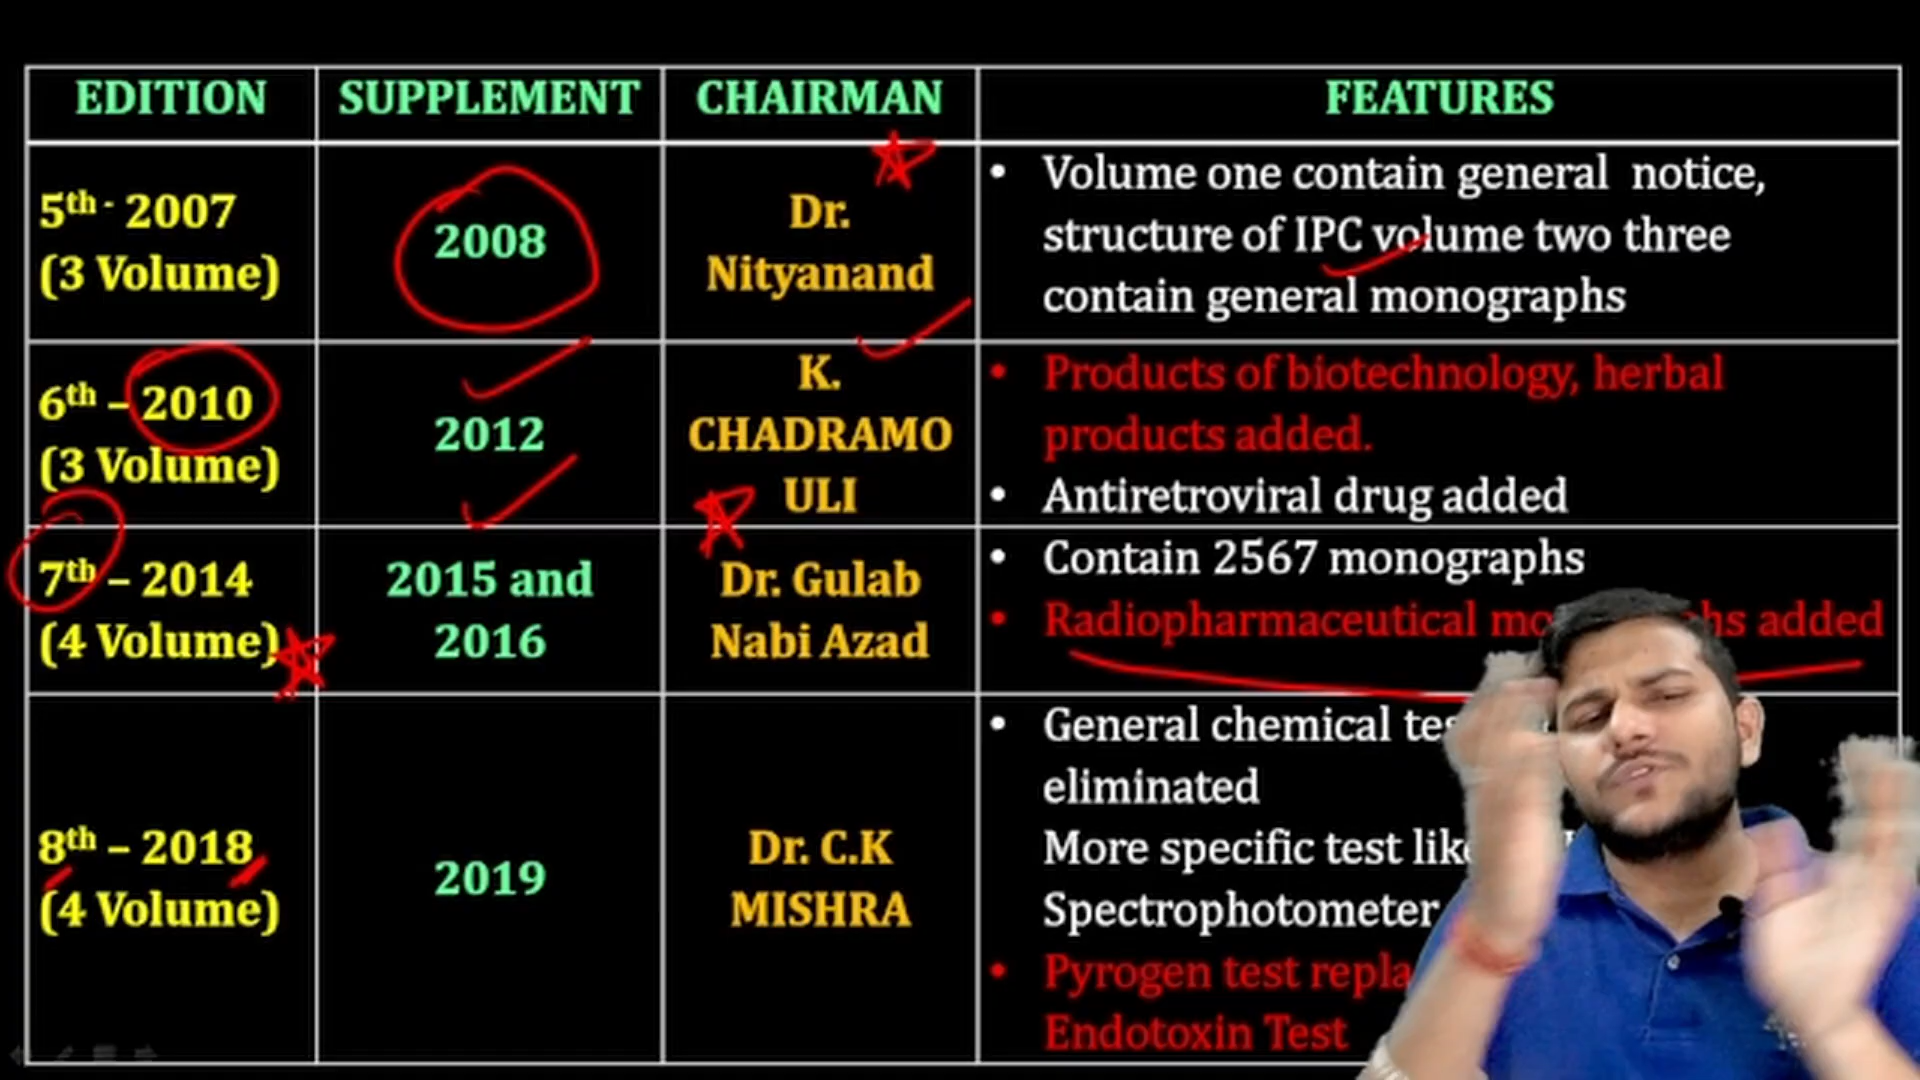 EDITION SUPPLEMENT CHAIRMAN FEATURES
5th - 2007
(3 Volume)
2008
Dr.
Nityanand
• Volume one contain general notice,
structure of IPC volume two three
contain general monographs
6th – 2010
(3 Volume)
2012
K.
CHADRAMO
ULI
• Products of biotechnology, herbal
products added.
• Antiretroviral drug added
7th – 2014
(4 Volume)
2015 and
2016
Dr. Gulab
Nabi Azad
• Contain 2567 monographs
• Radiopharmaceutical added
8th – 2018
(4 Volume)
2019
Dr. C.K
MISHRA
• General chemical
eliminated
More specific test
Spectrophotometer
• Pyrogen test
Endotoxin Test